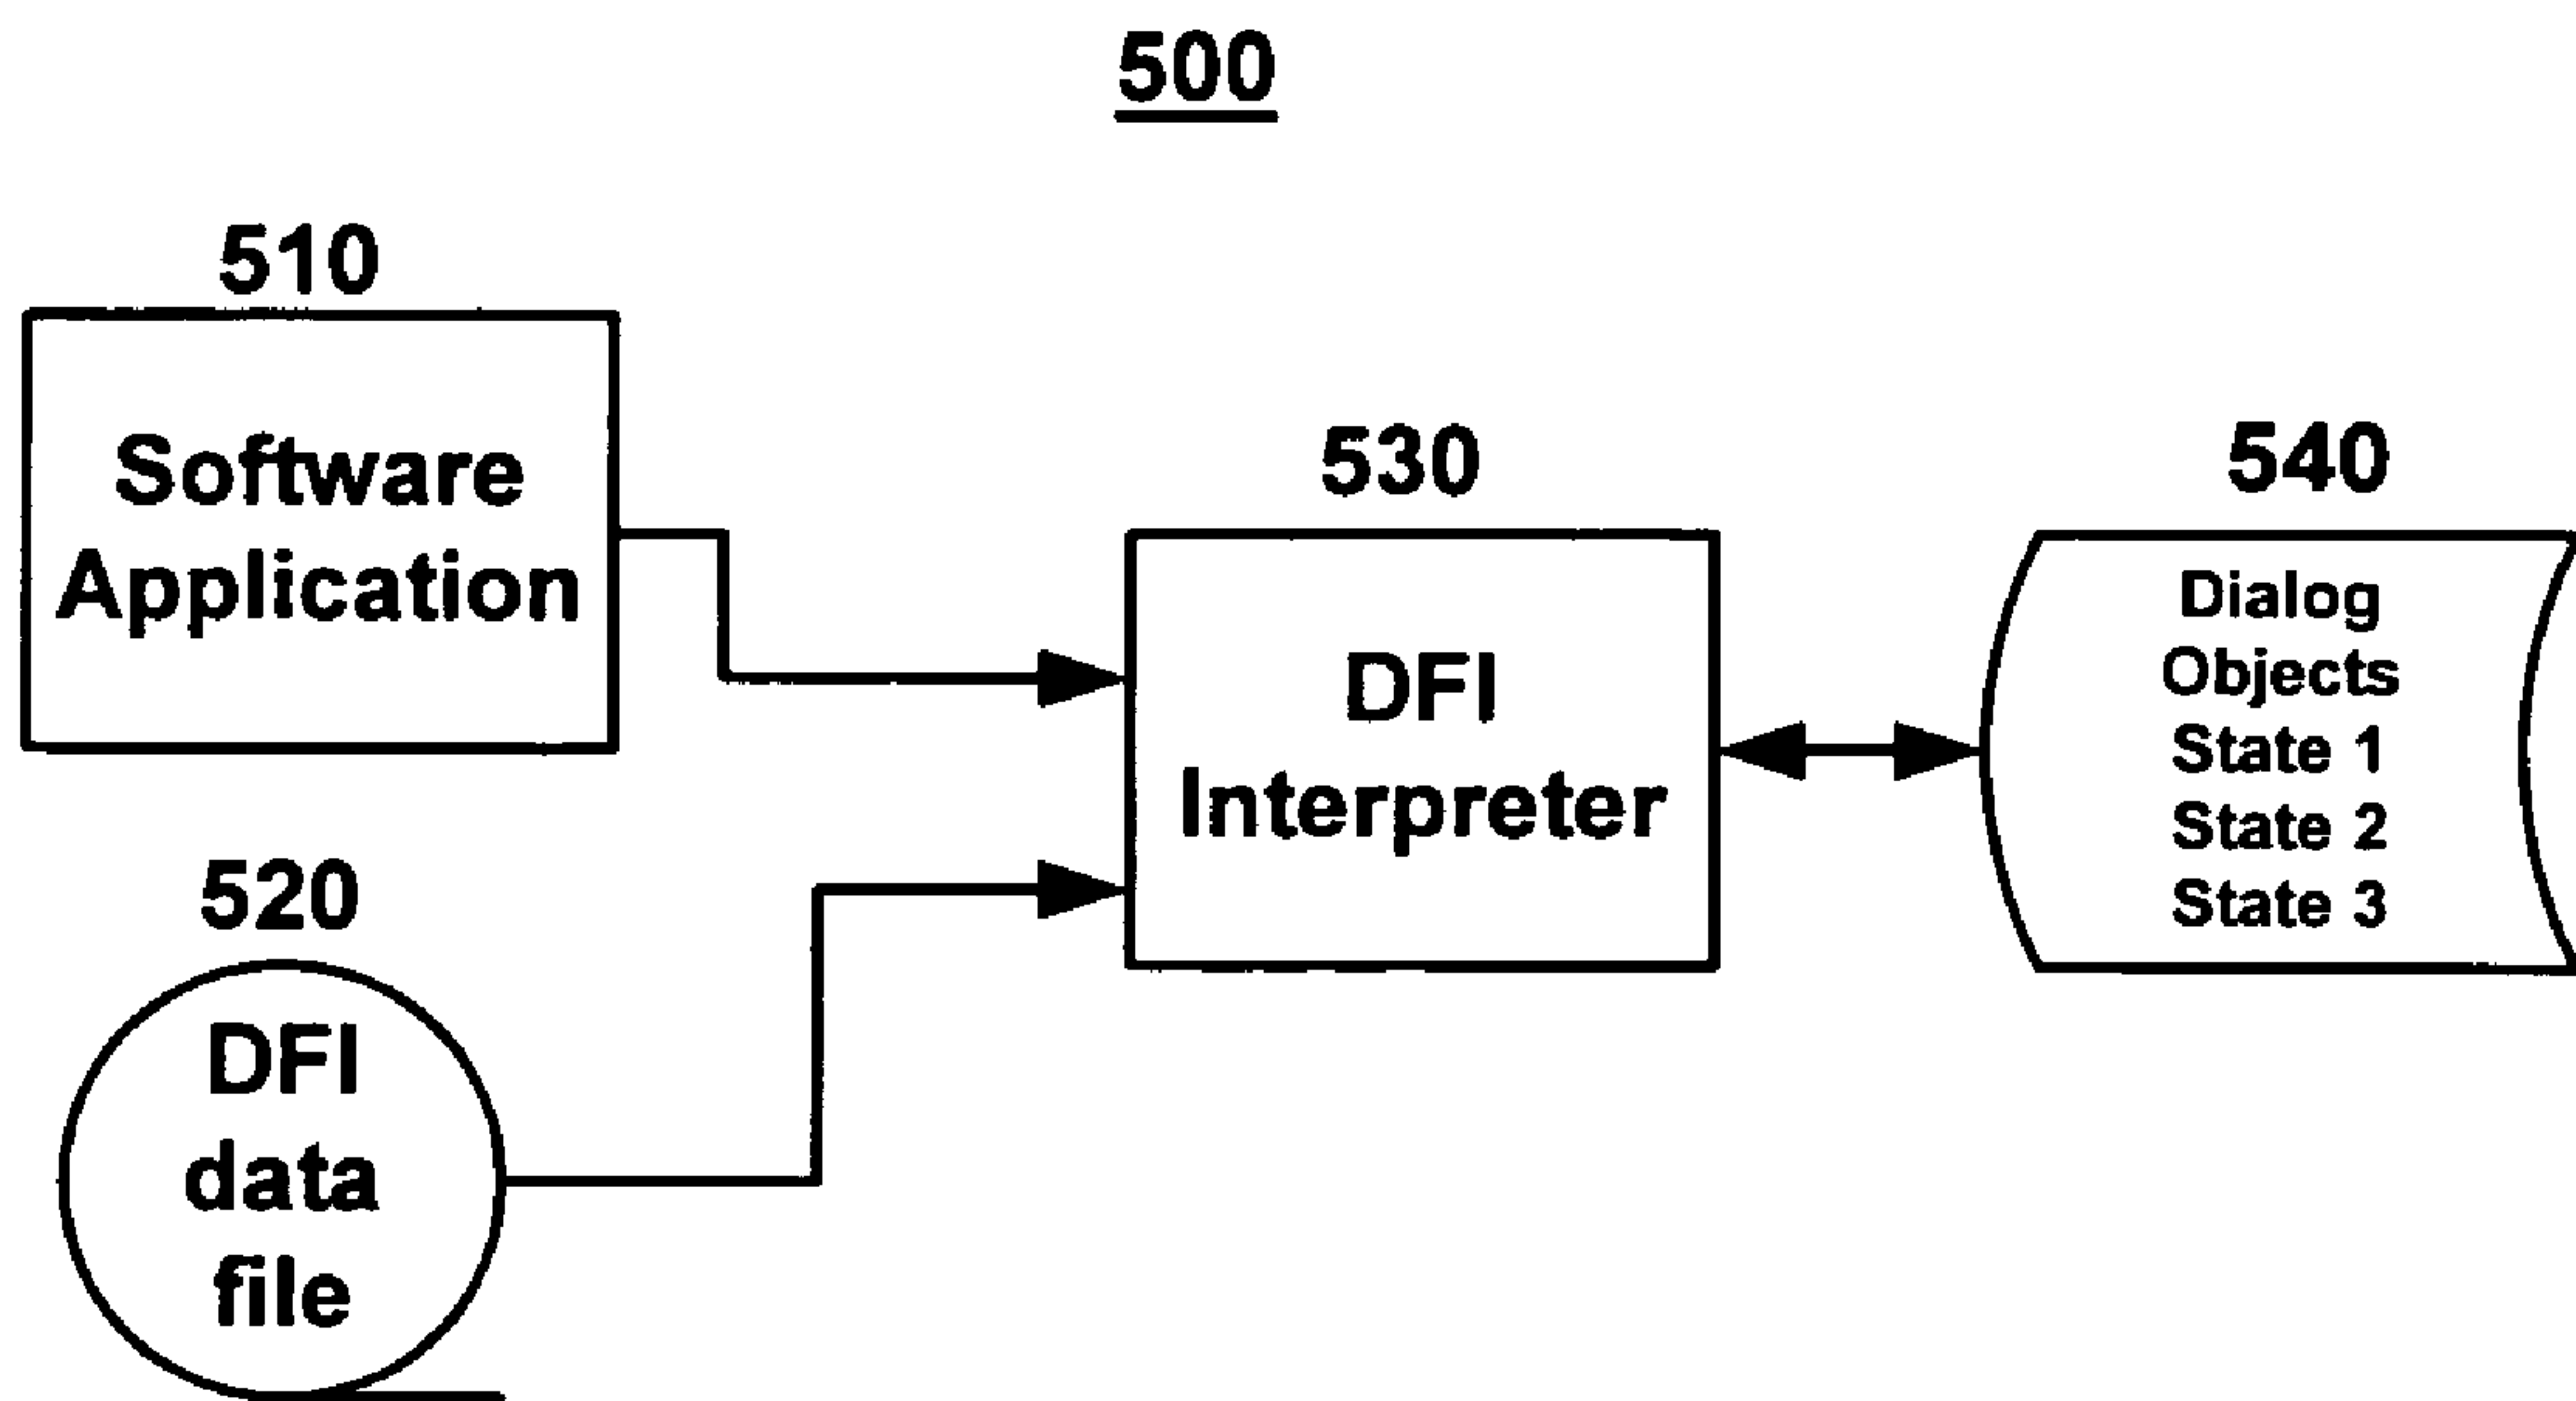 500
510
Software
Application
520
DFI
data
file
530
DFI
Interpreter
540
Dialog
Objects
State 1
State 2
State 3